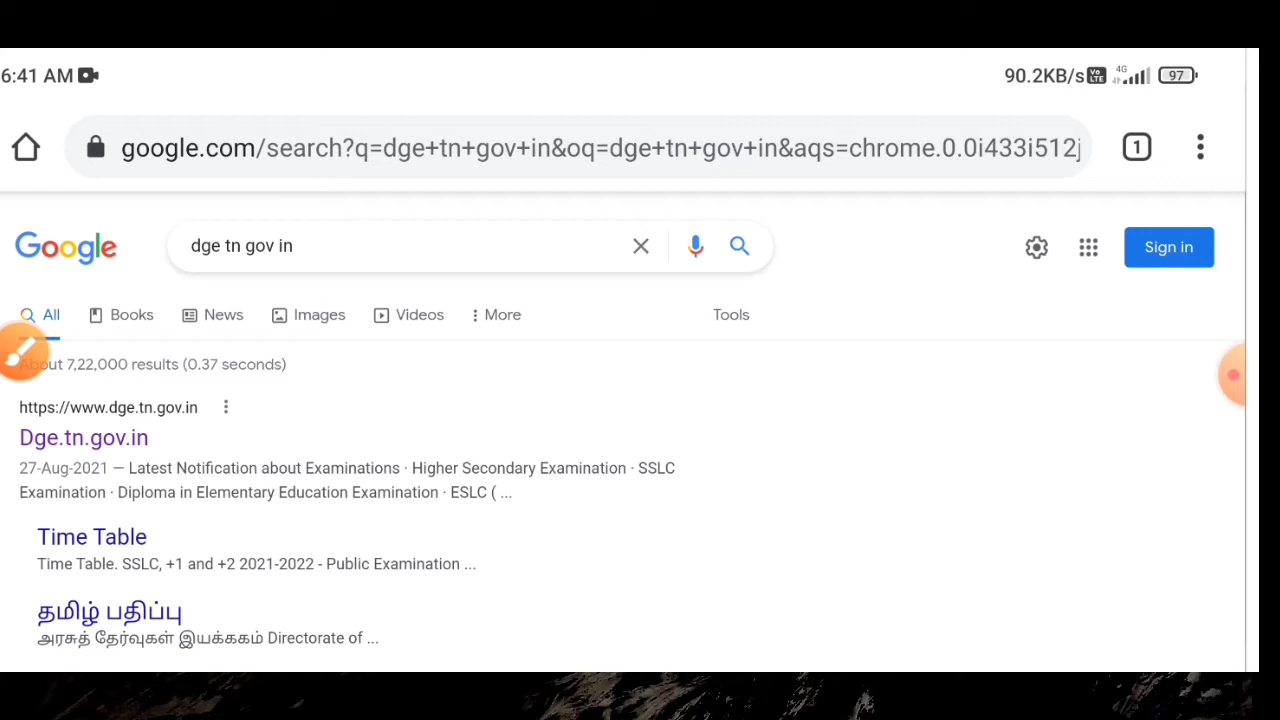 6:41 AM
90.2KB/s Vo LTE 4G 97
google.com/search?q=dge+tn+gov+in&oq=dge+tn+gov+in&aqs=chrome.0.0i433i512j
1
Google
dge tn gov in
Sign in
All Books News Images Videos More Tools
About 7,22,000 results (0.37 seconds)
https://www.dge.tn.gov.in
Dge.tn.gov.in
27-Aug-2021 — Latest Notification about Examinations · Higher Secondary Examination · SSLC
Examination · Diploma in Elementary Education Examination · ESLC ( ...
Time Table
Time Table. SSLC, +1 and +2 2021-2022 - Public Examination ...
தமிழ் பதிப்பு
அரசுத் தேர்வுகள் இயக்ககம் Directorate of ...